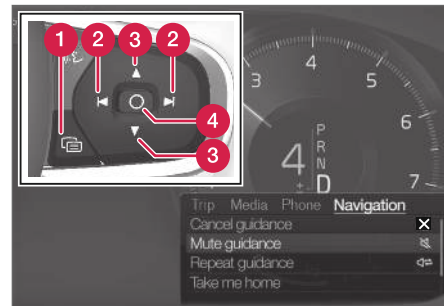 1
2
3
2
4
3
3
4
5
6
7
4
P
R
N
D
±
Trip Media Phone Navigation
Cancel guidance
Mute guidance
Repeat guidance
Take me home